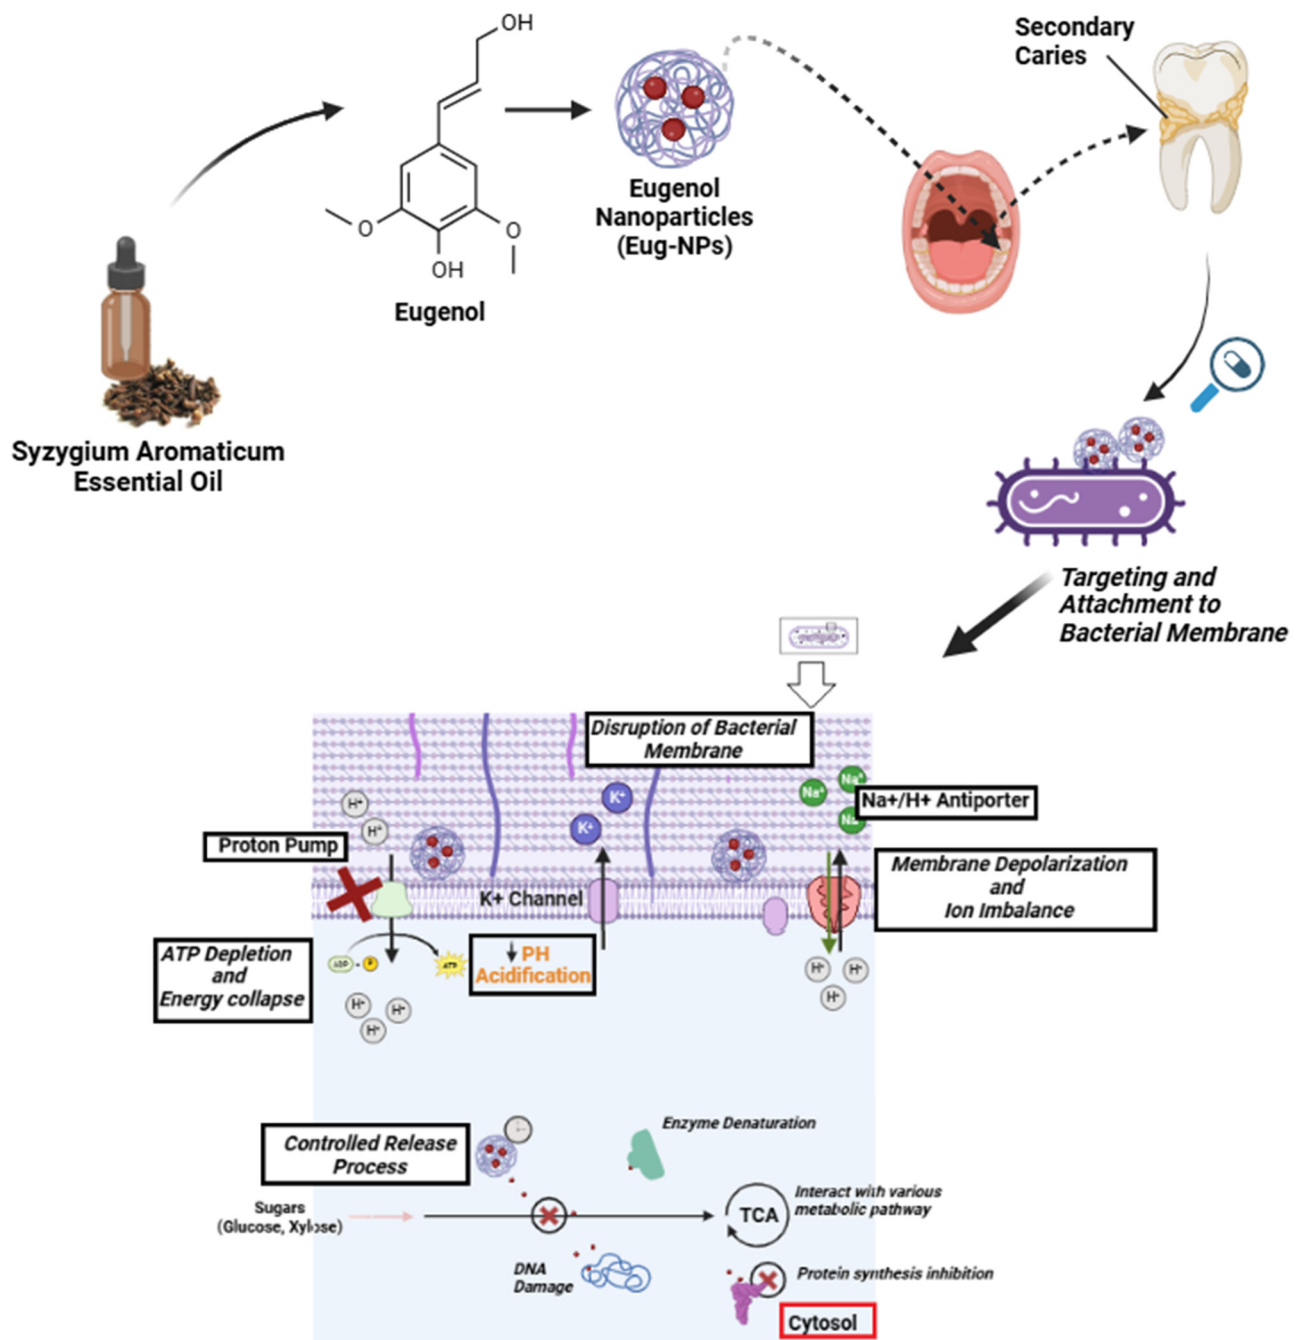 OH
O
O
OH
Eugenol
Eugenol
Nanoparticles
(Eug-NPs)
Secondary
Caries
Syzygium Aromaticum
Essential Oil
Targeting and
Attachment to
Bacterial Membrane
Disruption of Bacterial
Membrane
H+
H+
K+
K+
Na+
Na+
Na+/H+ Antiporter
Proton Pump
K+ Channel
Membrane Depolarization
and
Ion Imbalance
ATP Depletion
and
Energy collapse
ADP + P
ATP
↓ PH
Acidification
H+
H+
H+
H+
H+
H+
Controlled Release
Process
Enzyme Denaturation
Sugars
(Glucose, Xylose)
TCA
Interact with various
metabolic pathway
DNA
Damage
Protein synthesis inhibition
Cytosol